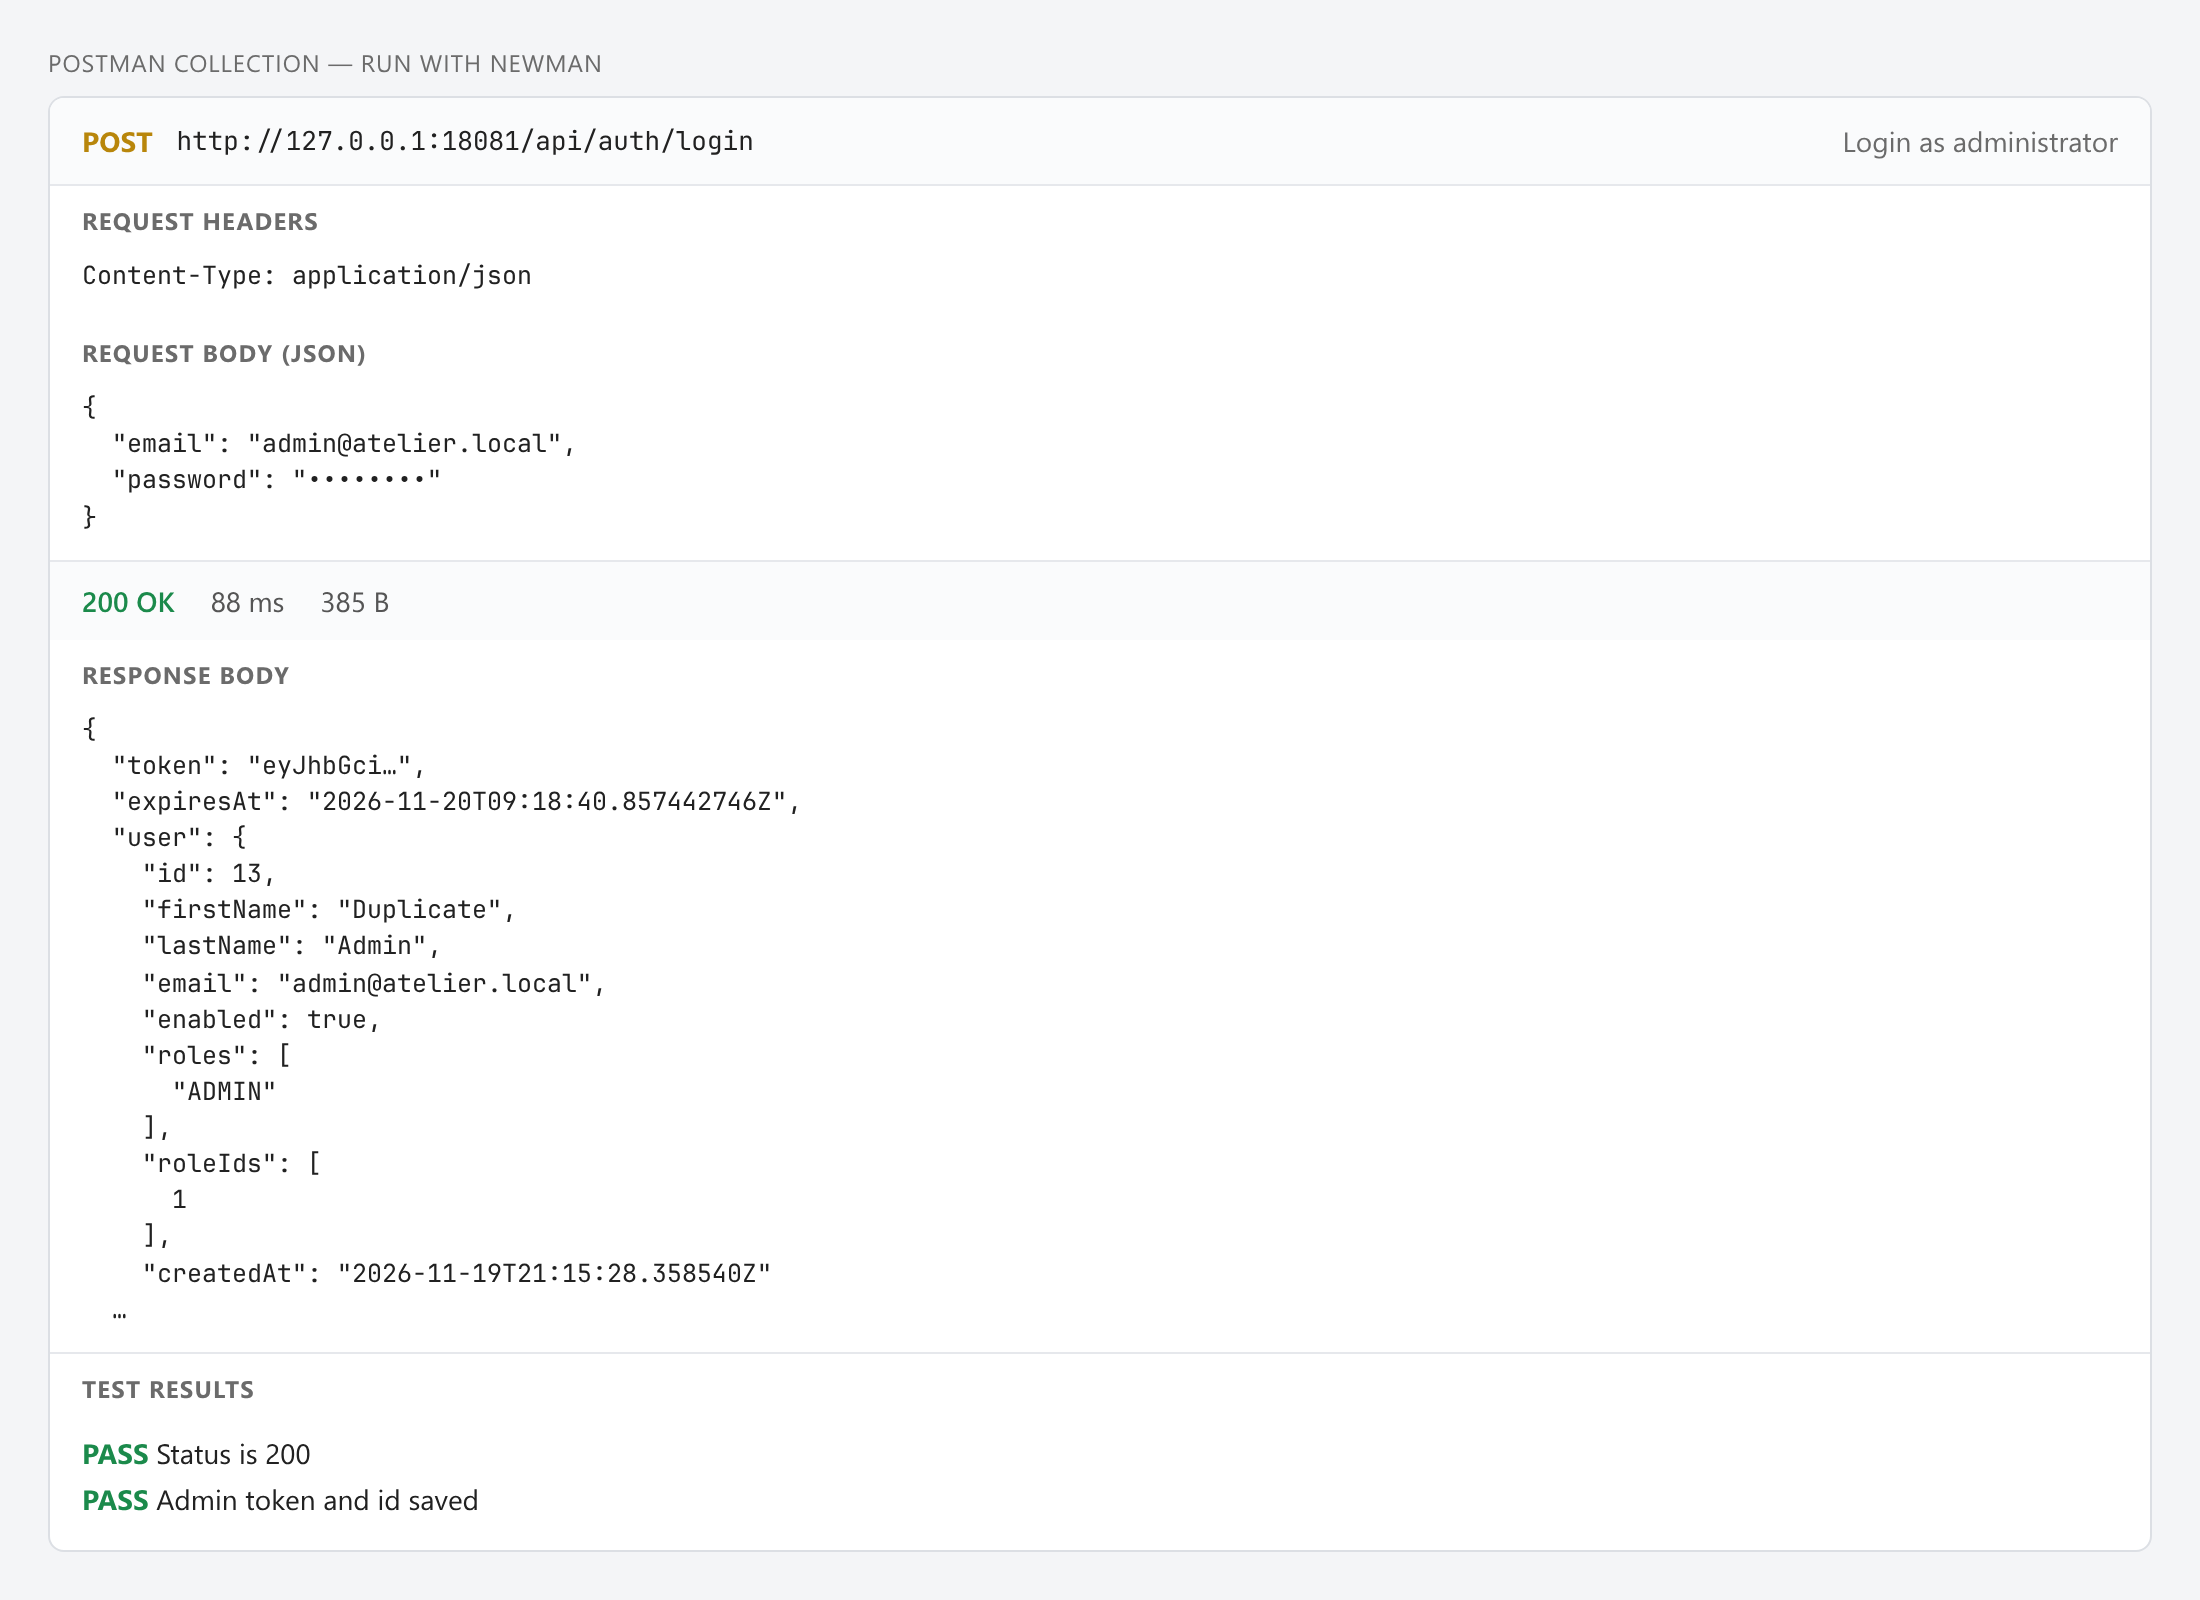 POSTMAN COLLECTION — RUN WITH NEWMAN
POST http://127.0.0.1:18081/api/auth/login Login as administrator
REQUEST HEADERS
Content-Type: application/json
REQUEST BODY (JSON)
{
  "email": "admin@atelier.local",
  "password": "••••••••"
}
200 OK 88 ms 385 B
RESPONSE BODY
{
  "token": "eyJhbGci…",
  "expiresAt": "2026-11-20T09:18:40.857442746Z",
  "user": {
    "id": 13,
    "firstName": "Duplicate",
    "lastName": "Admin",
    "email": "admin@atelier.local",
    "enabled": true,
    "roles": [
      "ADMIN"
    ],
    "roleIds": [
      1
    ],
    "createdAt": "2026-11-19T21:15:28.358540Z"
  …
TEST RESULTS
PASS Status is 200
PASS Admin token and id saved